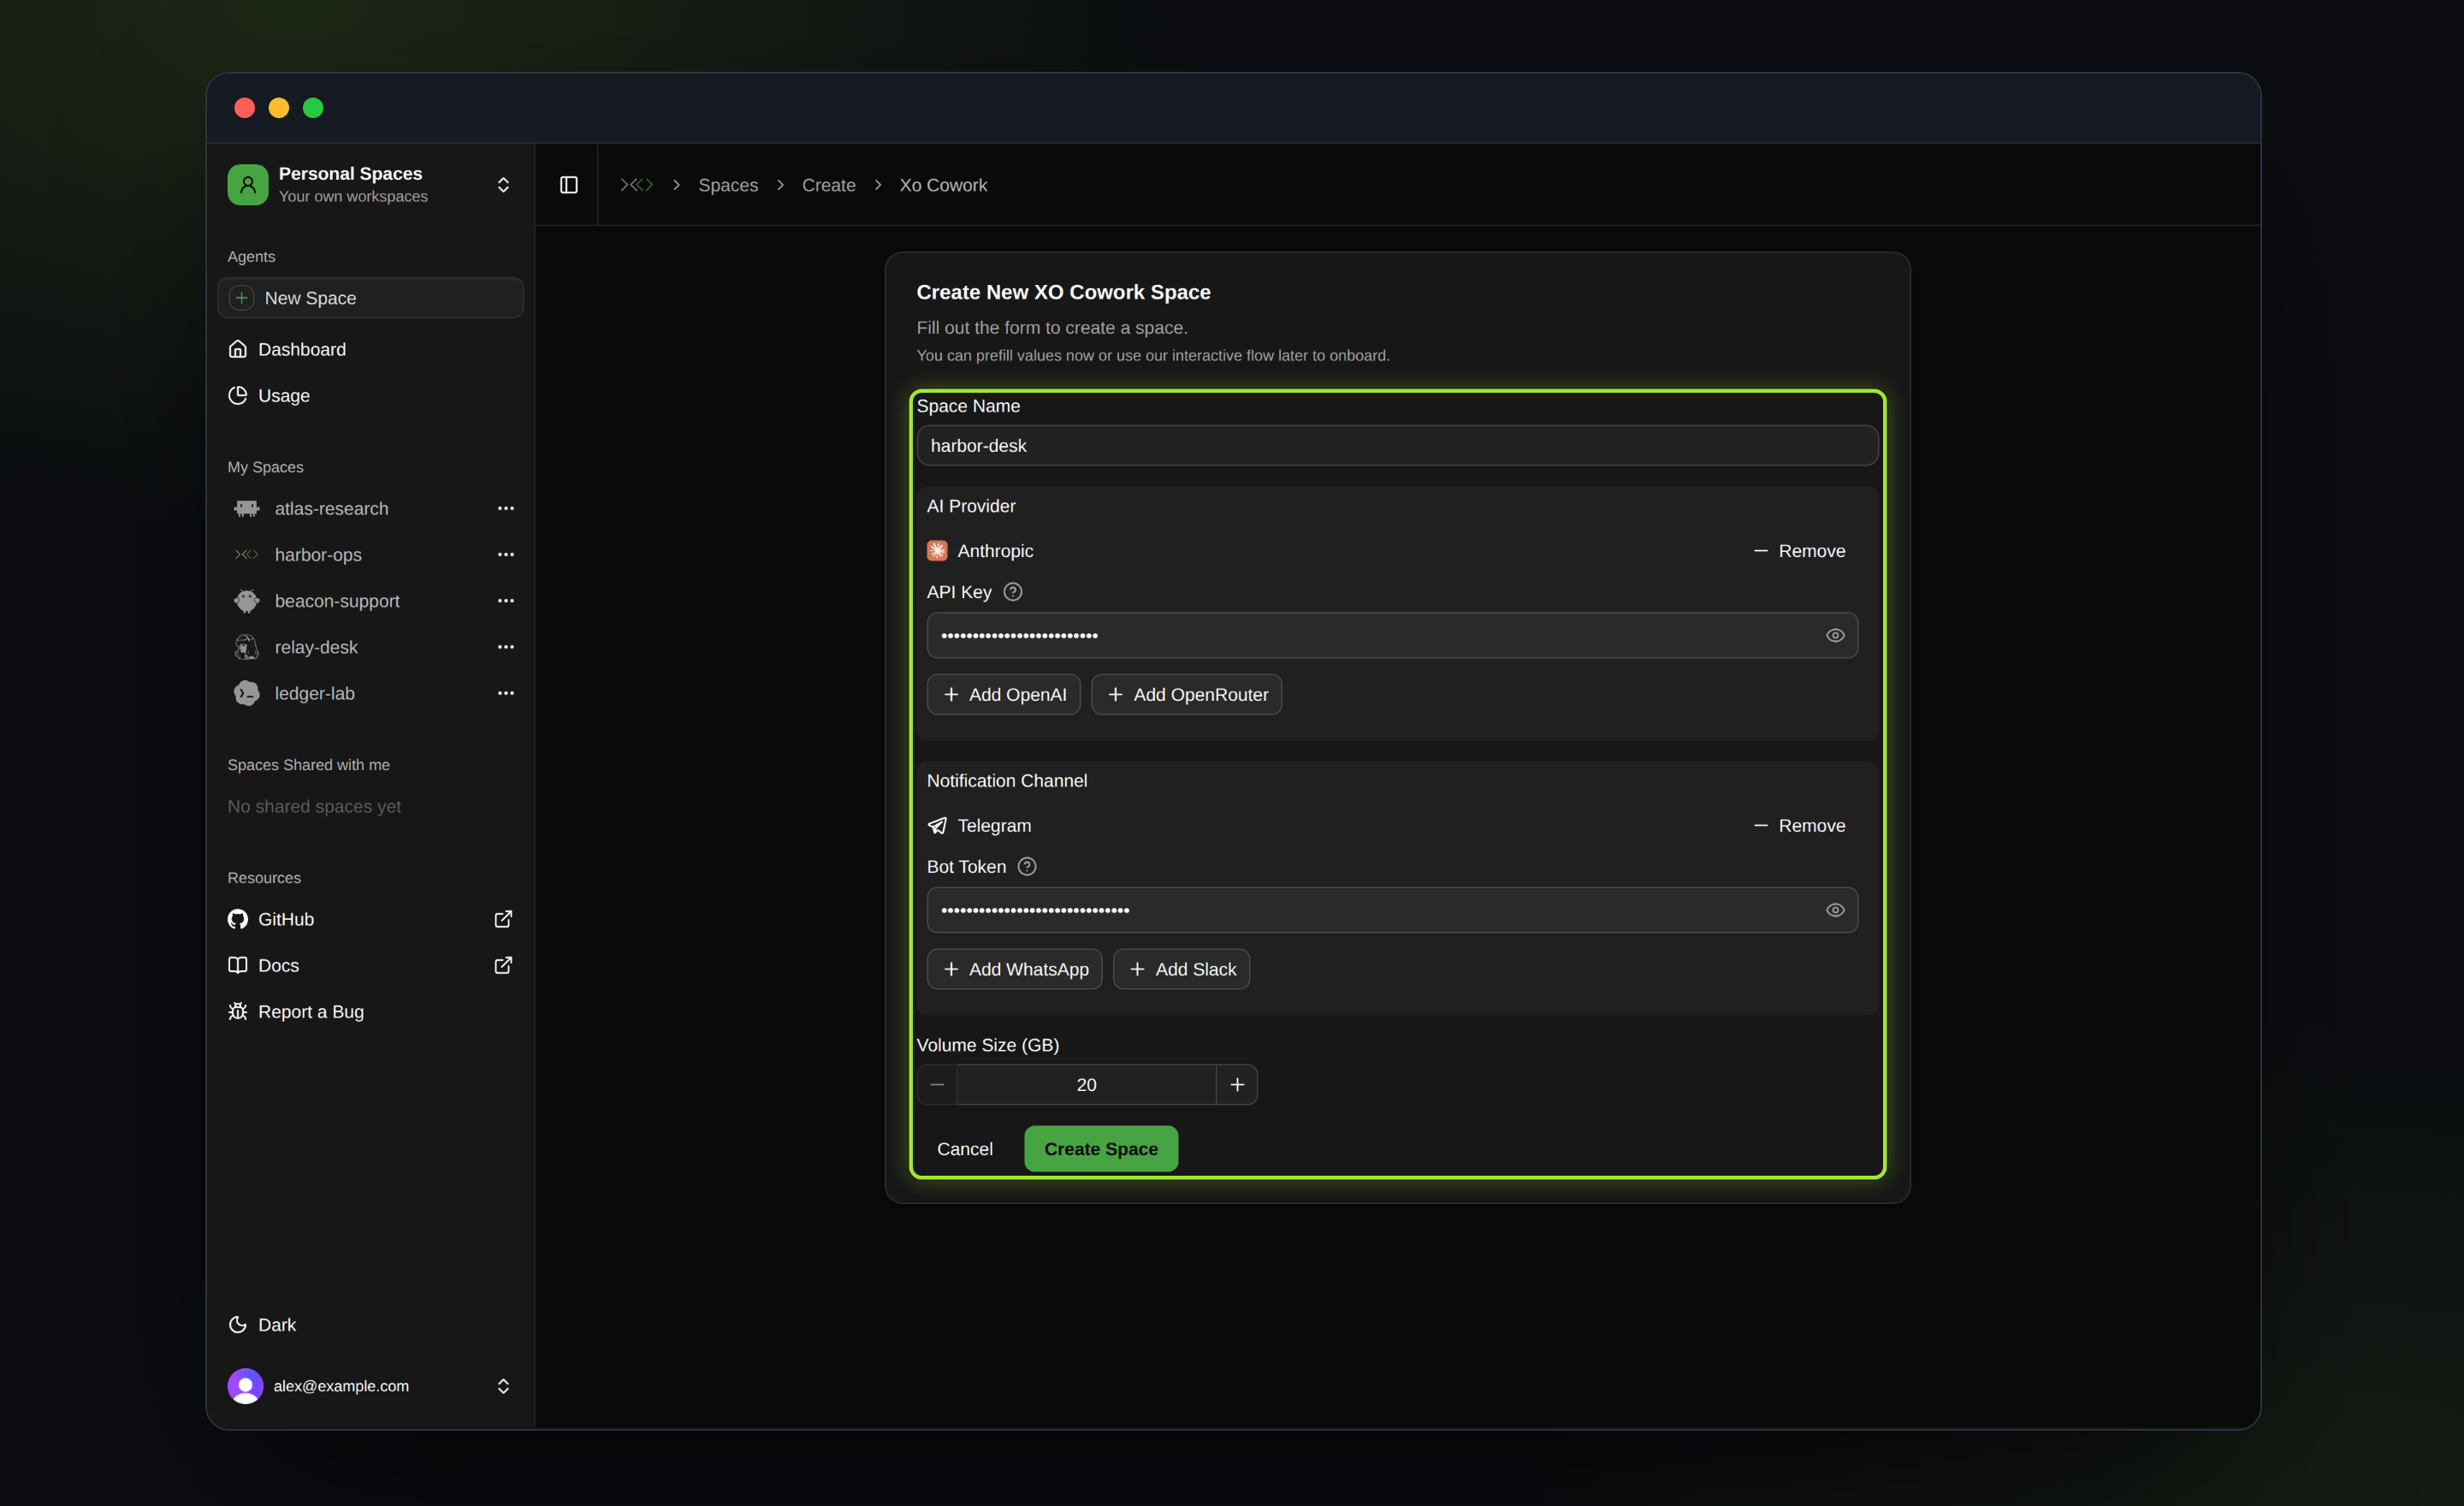 Personal Spaces
Your own workspaces
Agents
New Space
Dashboard
Usage
My Spaces
atlas-research
harbor-ops
beacon-support
relay-desk
ledger-lab
Spaces Shared with me
No shared spaces yet
Resources
GitHub
Docs
Report a Bug
Dark
alex@example.com
Spaces > Create > Xo Cowork
Create New XO Cowork Space
Fill out the form to create a space.
You can prefill values now or use our interactive flow later to onboard.
Space Name
harbor-desk
AI Provider
Anthropic Remove
API Key
•••••••••••••••••••••••••
Add OpenAI Add OpenRouter
Notification Channel
Telegram Remove
Bot Token
••••••••••••••••••••••••••••••
Add WhatsApp Add Slack
Volume Size (GB)
20
Cancel Create Space